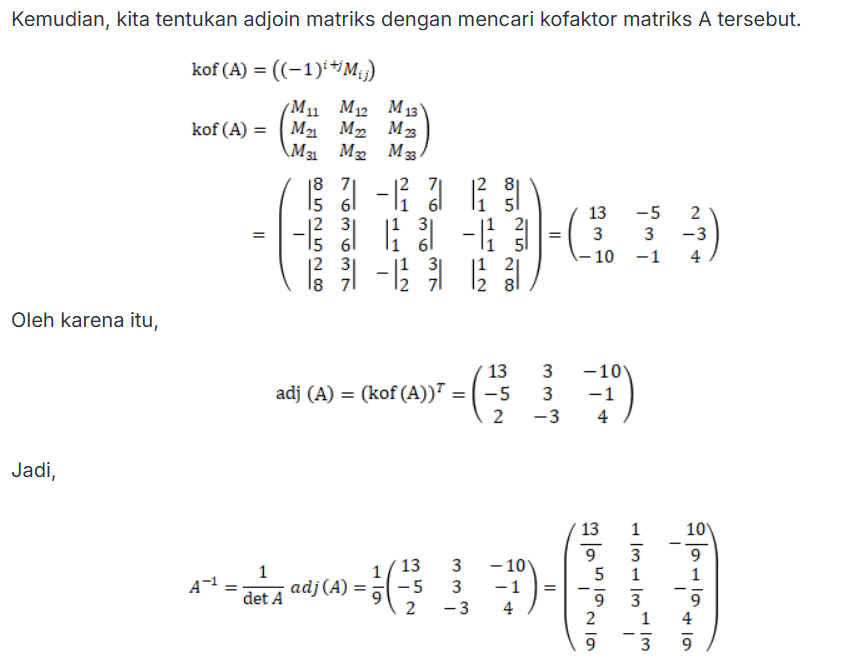 Kemudian, kita tentukan adjoin matriks dengan mencari kofaktor matriks A tersebut.
kof (A) = ((−1)^{i+j} M_{ij})
kof (A) = \begin{pmatrix} M_{11} & M_{12} & M_{13} \\ M_{21} & M_{22} & M_{23} \\ M_{31} & M_{32} & M_{33} \end{pmatrix}
= \begin{pmatrix} \begin{vmatrix} 8 & 7 \\ 5 & 6 \end{vmatrix} & -\begin{vmatrix} 2 & 7 \\ 1 & 6 \end{vmatrix} & \begin{vmatrix} 2 & 8 \\ 1 & 5 \end{vmatrix} \\ -\begin{vmatrix} 2 & 3 \\ 5 & 6 \end{vmatrix} & \begin{vmatrix} 1 & 3 \\ 1 & 6 \end{vmatrix} & -\begin{vmatrix} 1 & 2 \\ 1 & 5 \end{vmatrix} \\ \begin{vmatrix} 2 & 3 \\ 8 & 7 \end{vmatrix} & -\begin{vmatrix} 1 & 3 \\ 2 & 7 \end{vmatrix} & \begin{vmatrix} 1 & 2 \\ 2 & 8 \end{vmatrix} \end{pmatrix} = \begin{pmatrix} 13 & -5 & 2 \\ 3 & 3 & -3 \\ -10 & -1 & 4 \end{pmatrix}
Oleh karena itu,
adj (A) = (kof (A))^T = \begin{pmatrix} 13 & 3 & -10 \\ -5 & 3 & -1 \\ 2 & -3 & 4 \end{pmatrix}
Jadi,
A^{-1} = \frac{1}{\det A} adj (A) = \frac{1}{9} \begin{pmatrix} 13 & 3 & -10 \\ -5 & 3 & -1 \\ 2 & -3 & 4 \end{pmatrix} = \begin{pmatrix} \frac{13}{9} & \frac{1}{3} & -\frac{10}{9} \\ -\frac{5}{9} & \frac{1}{3} & -\frac{1}{9} \\ \frac{2}{9} & -\frac{1}{3} & \frac{4}{9} \end{pmatrix}